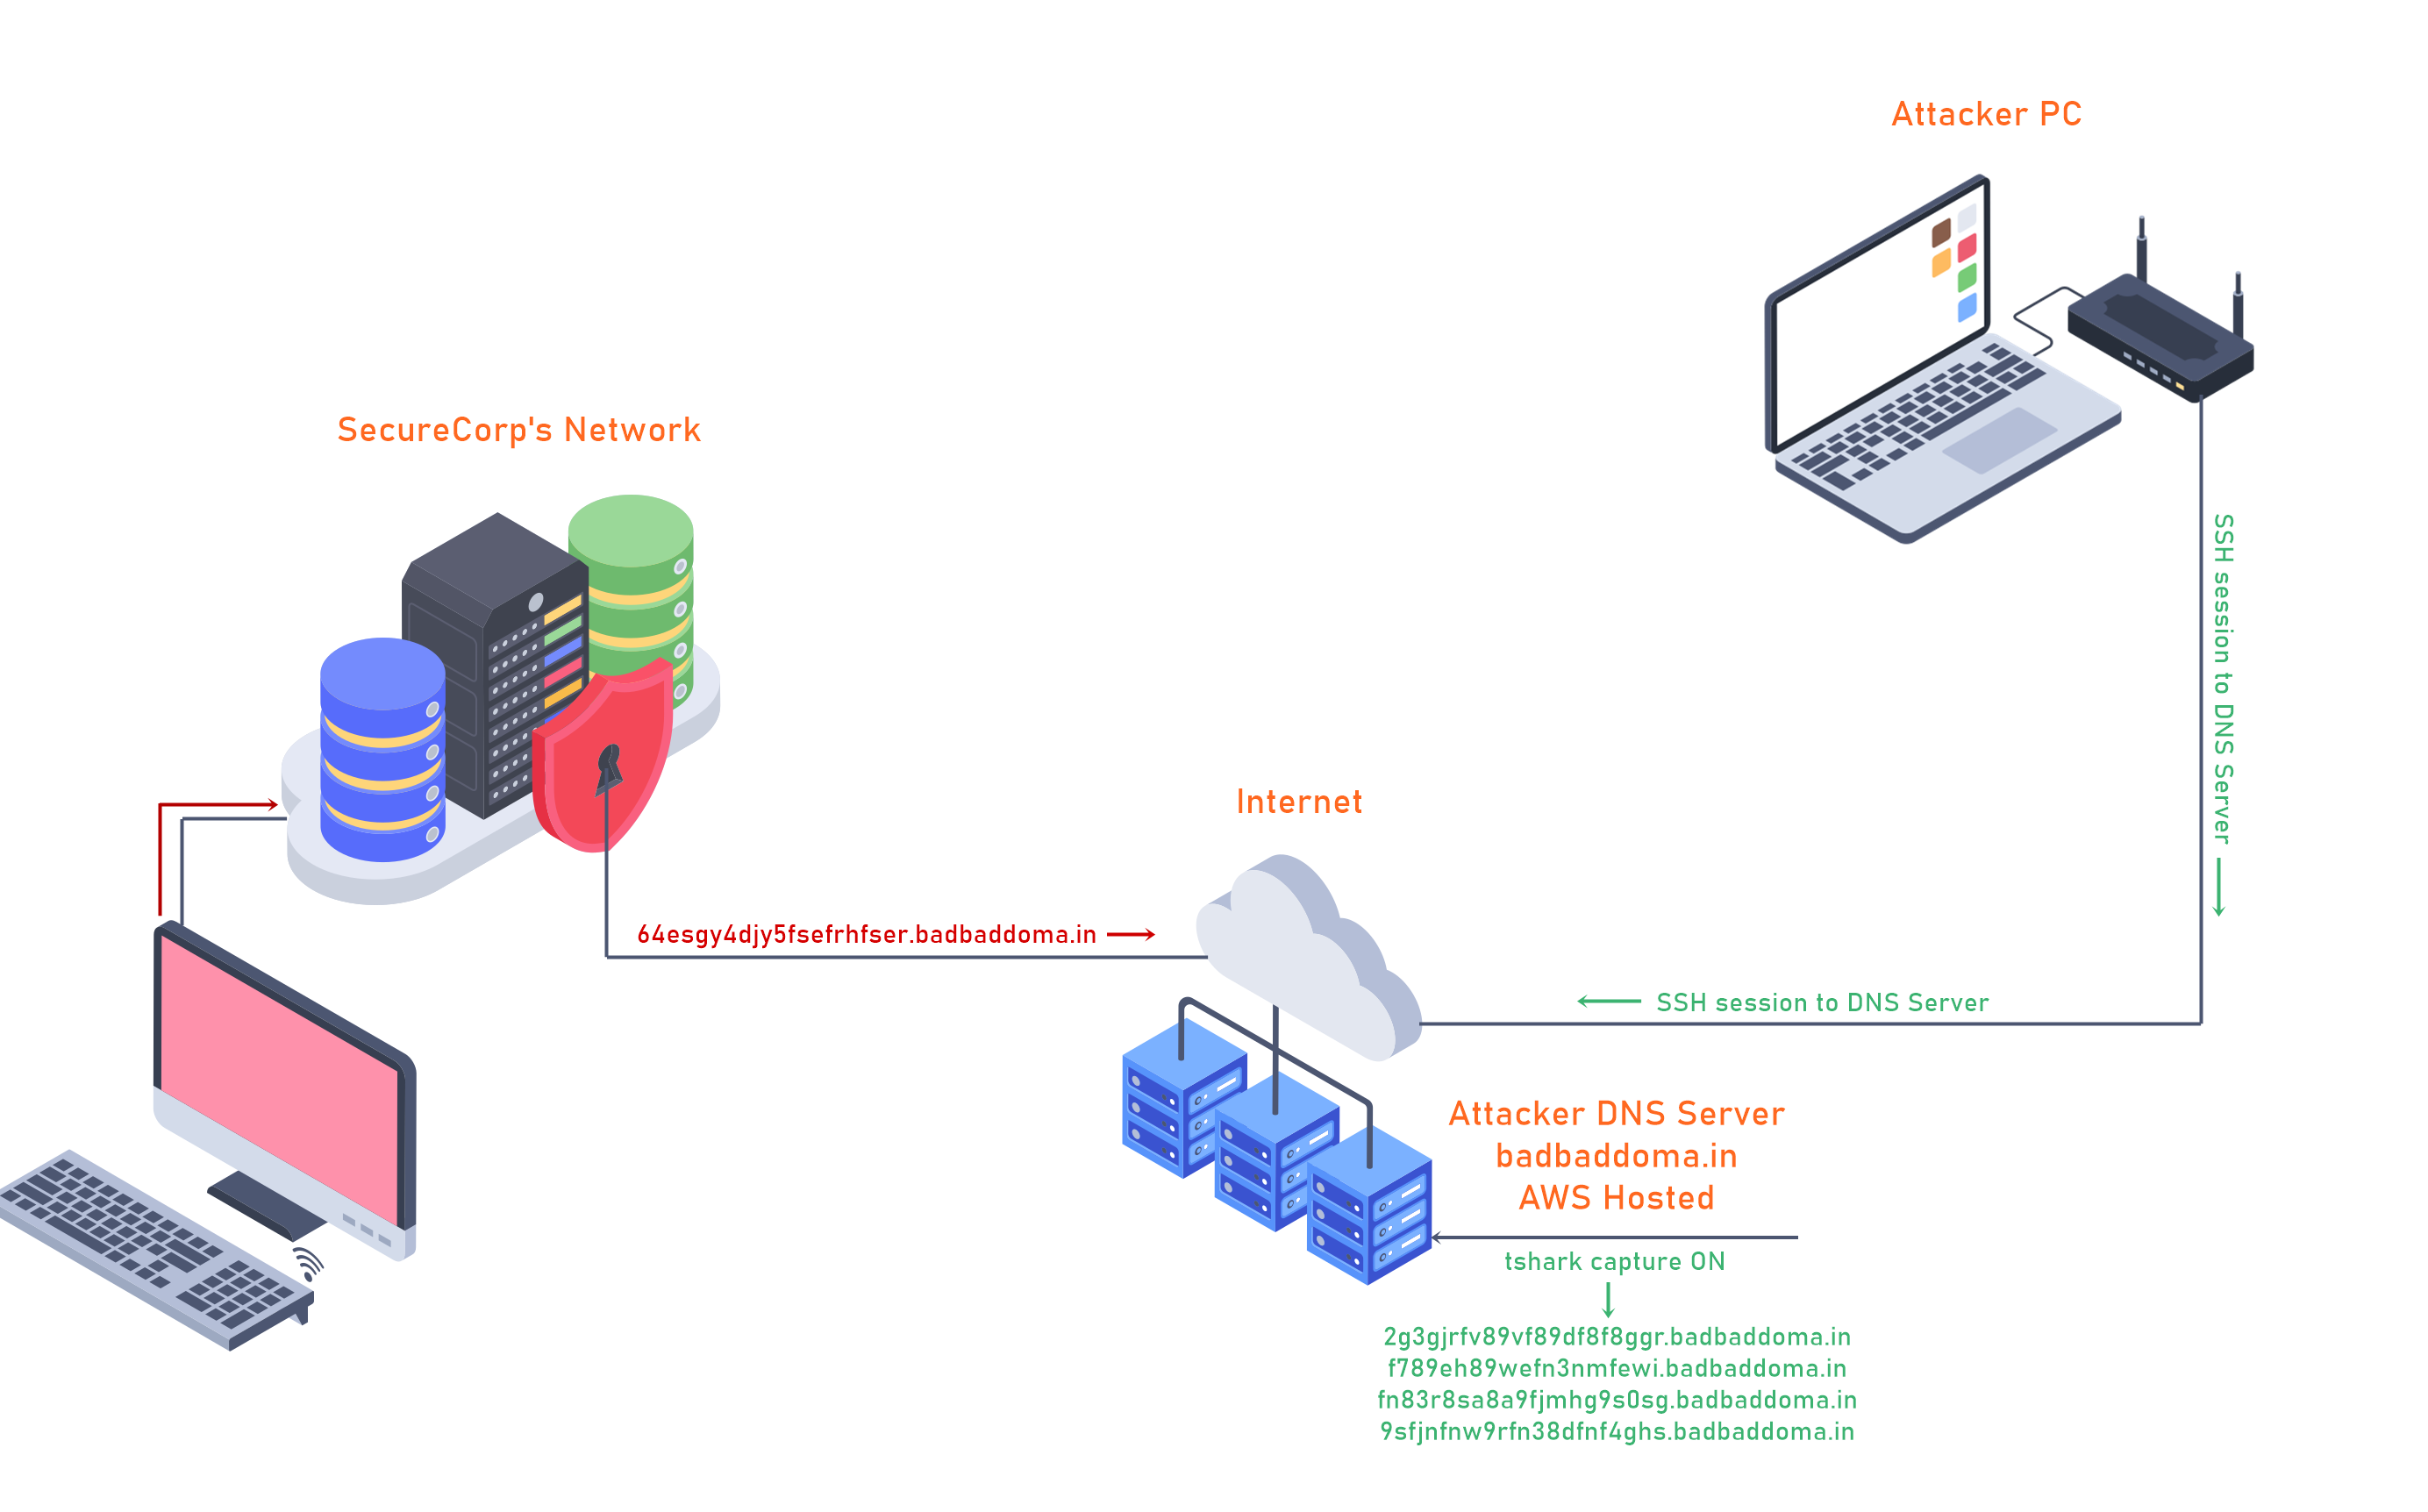 Attacker PC
SecureCorp's Network
SSH session to DNS Server
Internet
64esgy4djy5fsefrhfser.badbaddoma.in
SSH session to DNS Server
Attacker DNS Server
badbaddoma.in
AWS Hosted
tshark capture ON
2g3gjrfv89vf89df8f8ggr.badbaddoma.in
f789eh89wefn3nmfewi.badbaddoma.in
fn83r8sa8a9fjmhg9s0sg.badbaddoma.in
9sfjnfnw9rfn38dfnf4ghs.badbaddoma.in